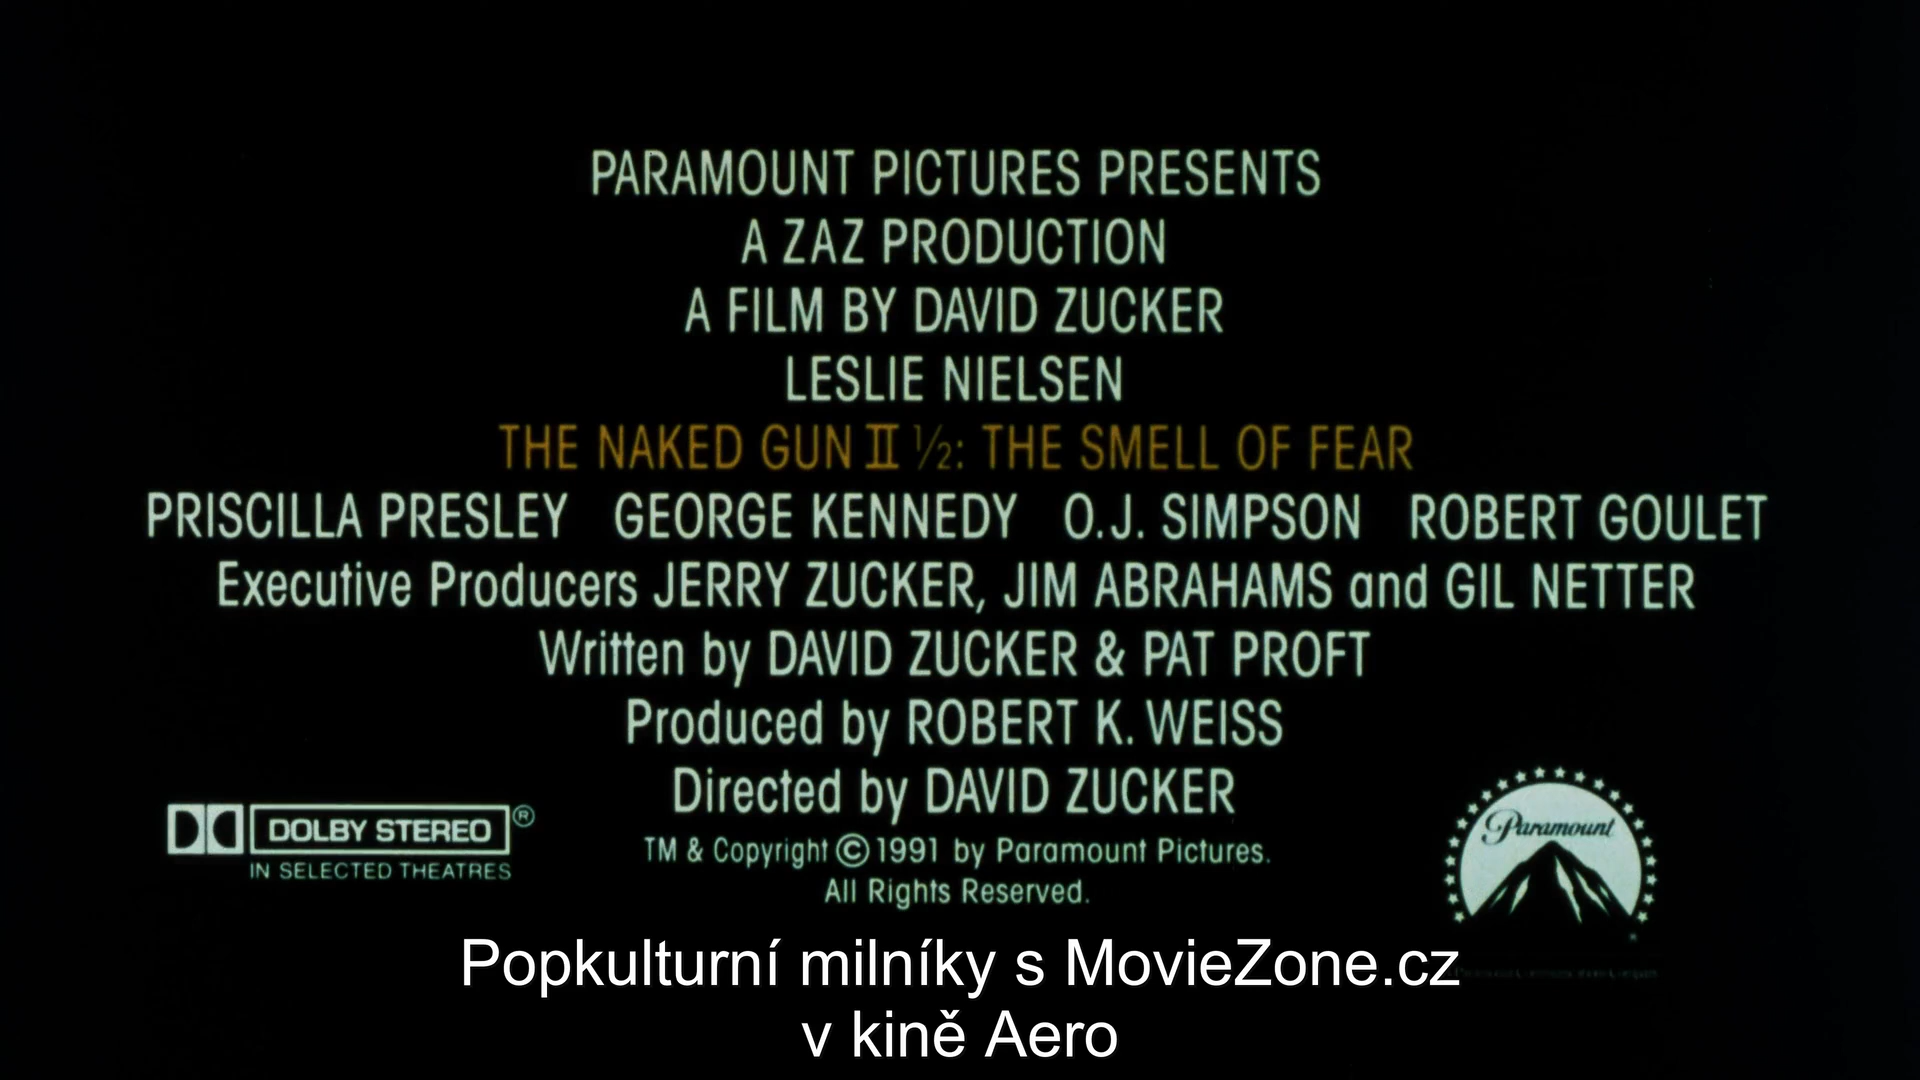 PARAMOUNT PICTURES PRESENTS
A ZAZ PRODUCTION
A FILM BY DAVID ZUCKER
LESLIE NIELSEN
THE NAKED GUN II ½: THE SMELL OF FEAR
PRISCILLA PRESLEY GEORGE KENNEDY O.J. SIMPSON ROBERT GOULET
Executive Producers JERRY ZUCKER, JIM ABRAHAMS and GIL NETTER
Written by DAVID ZUCKER & PAT PROFT
Produced by ROBERT K. WEISS
Directed by DAVID ZUCKER
DOLBY STEREO ®
IN SELECTED THEATRES
TM & Copyright © 1991 by Paramount Pictures.
All Rights Reserved.
Paramount
Popkulturní milníky s MovieZone.cz
v kině Aero